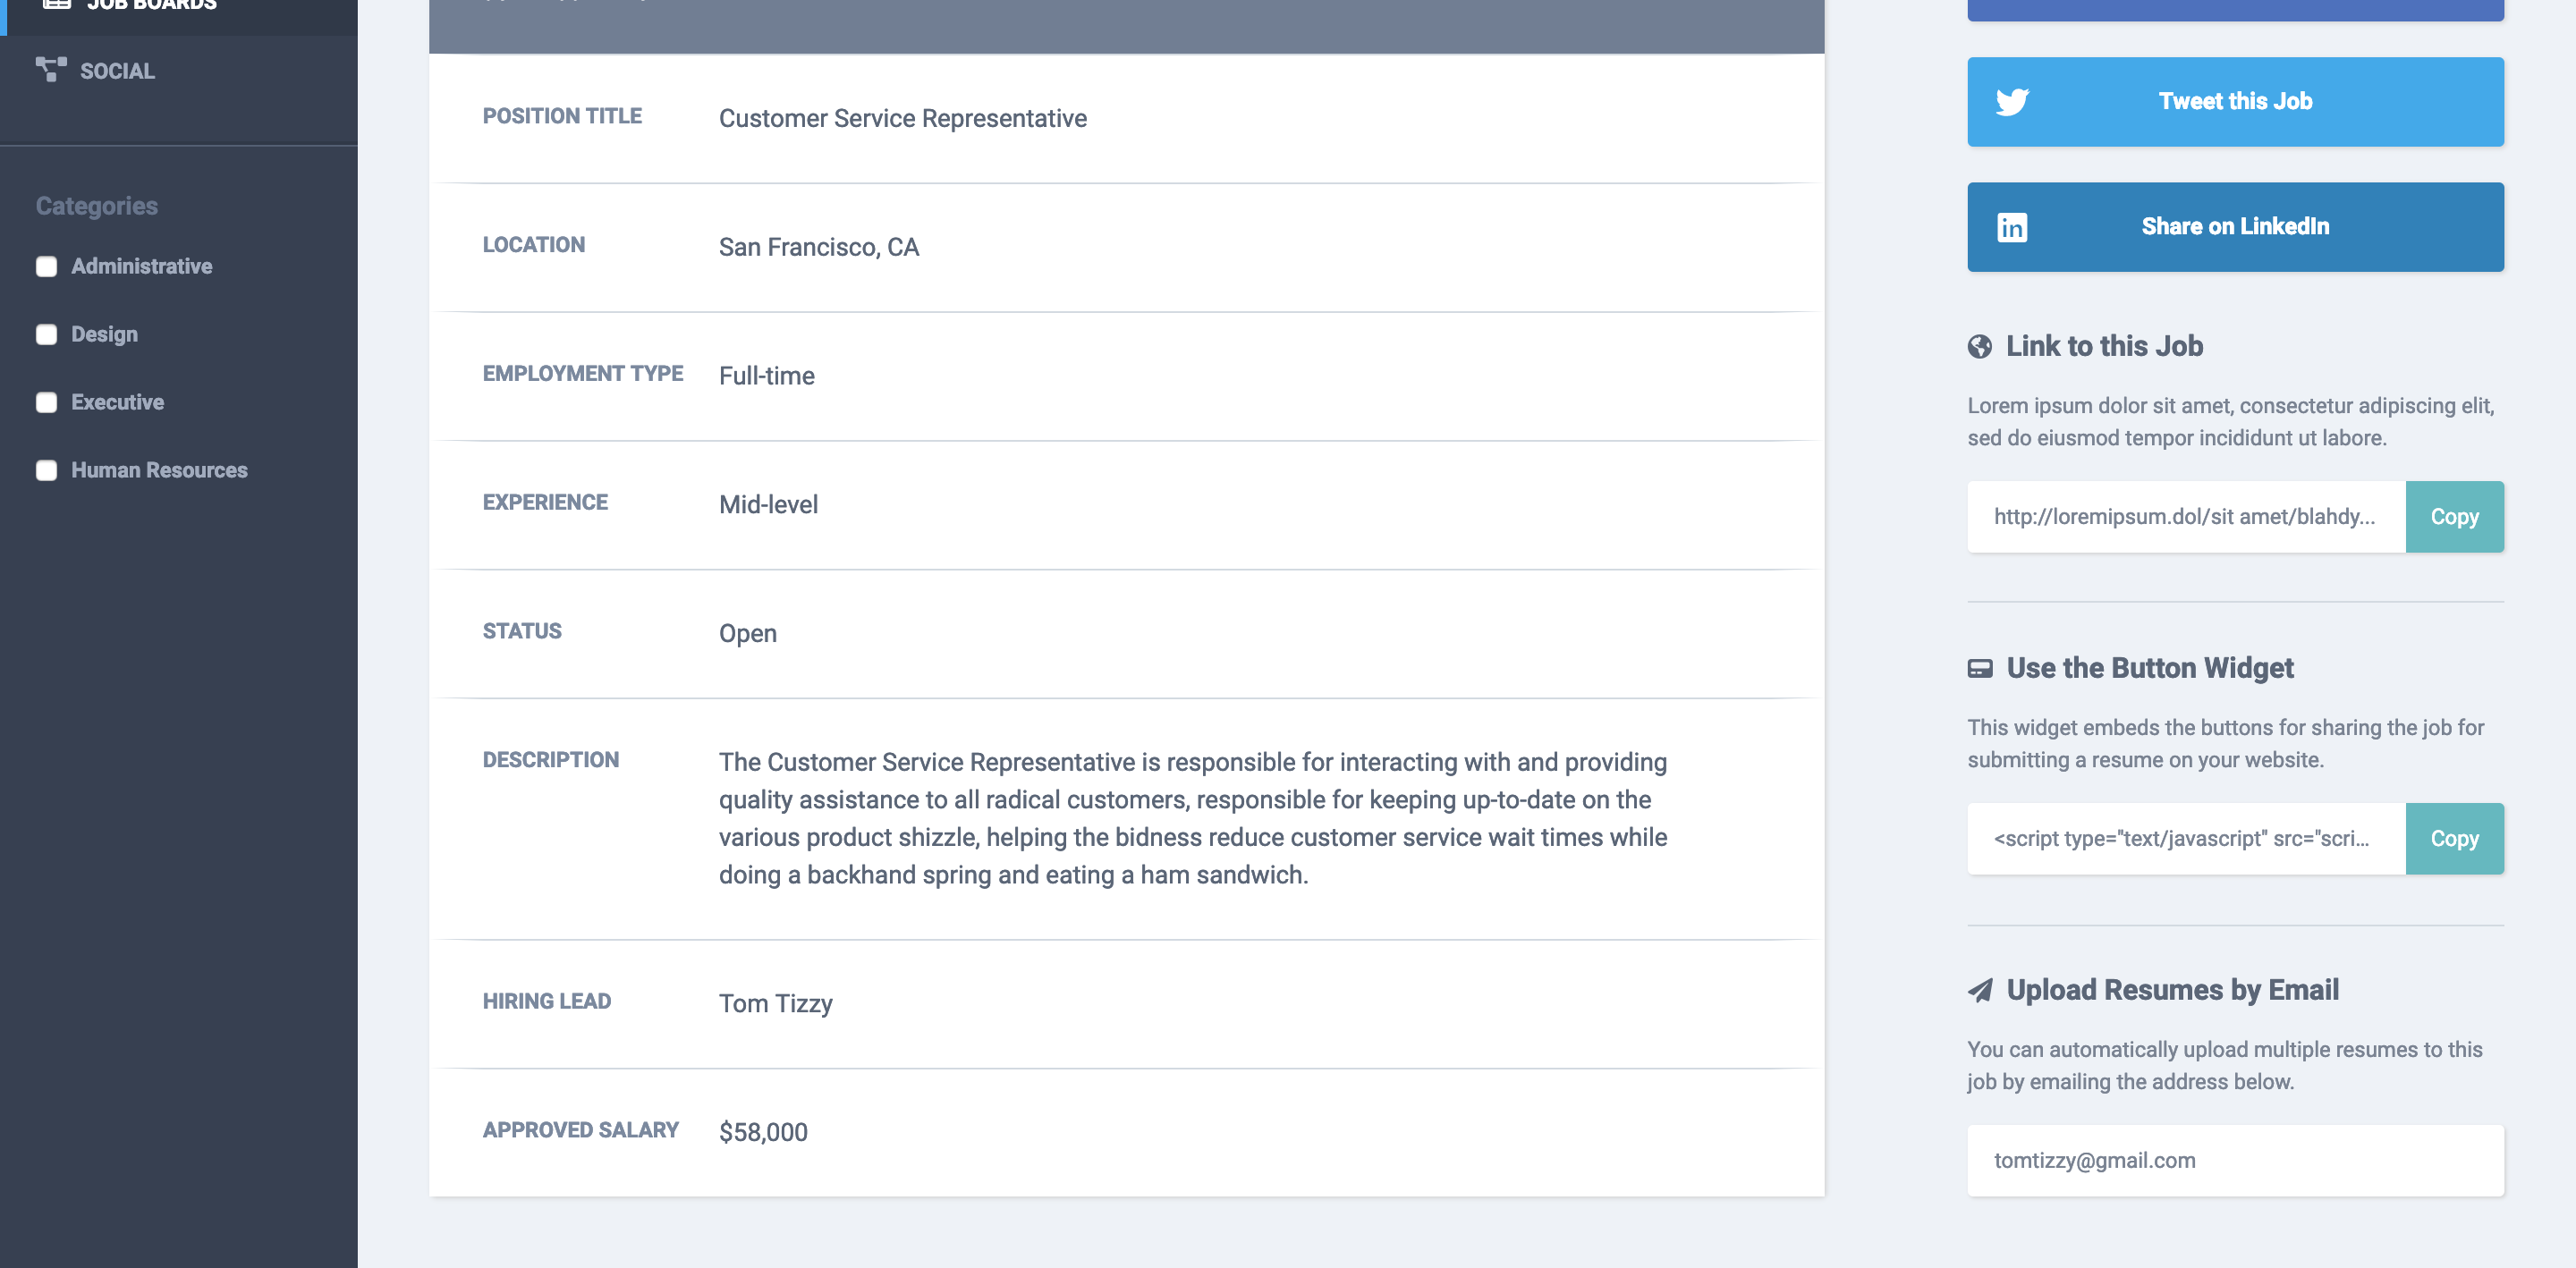 JOB BOARDS
SOCIAL
Categories
Administrative
Design
Executive
Human Resources
POSITION TITLE Customer Service Representative
LOCATION San Francisco, CA
EMPLOYMENT TYPE Full-time
EXPERIENCE Mid-level
STATUS Open
DESCRIPTION The Customer Service Representative is responsible for interacting with and providing
quality assistance to all radical customers, responsible for keeping up-to-date on the
various product shizzle, helping the bidness reduce customer service wait times while
doing a backhand spring and eating a ham sandwich.
HIRING LEAD Tom Tizzy
APPROVED SALARY $58,000
Tweet this Job
Share on LinkedIn
Link to this Job
Lorem ipsum dolor sit amet, consectetur adipiscing elit,
sed do eiusmod tempor incididunt ut labore.
http://loremipsum.dol/sit amet/blahdy... Copy
Use the Button Widget
This widget embeds the buttons for sharing the job for
submitting a resume on your website.
<script type="text/javascript" src="scri... Copy
Upload Resumes by Email
You can automatically upload multiple resumes to this
job by emailing the address below.
tomtizzy@gmail.com